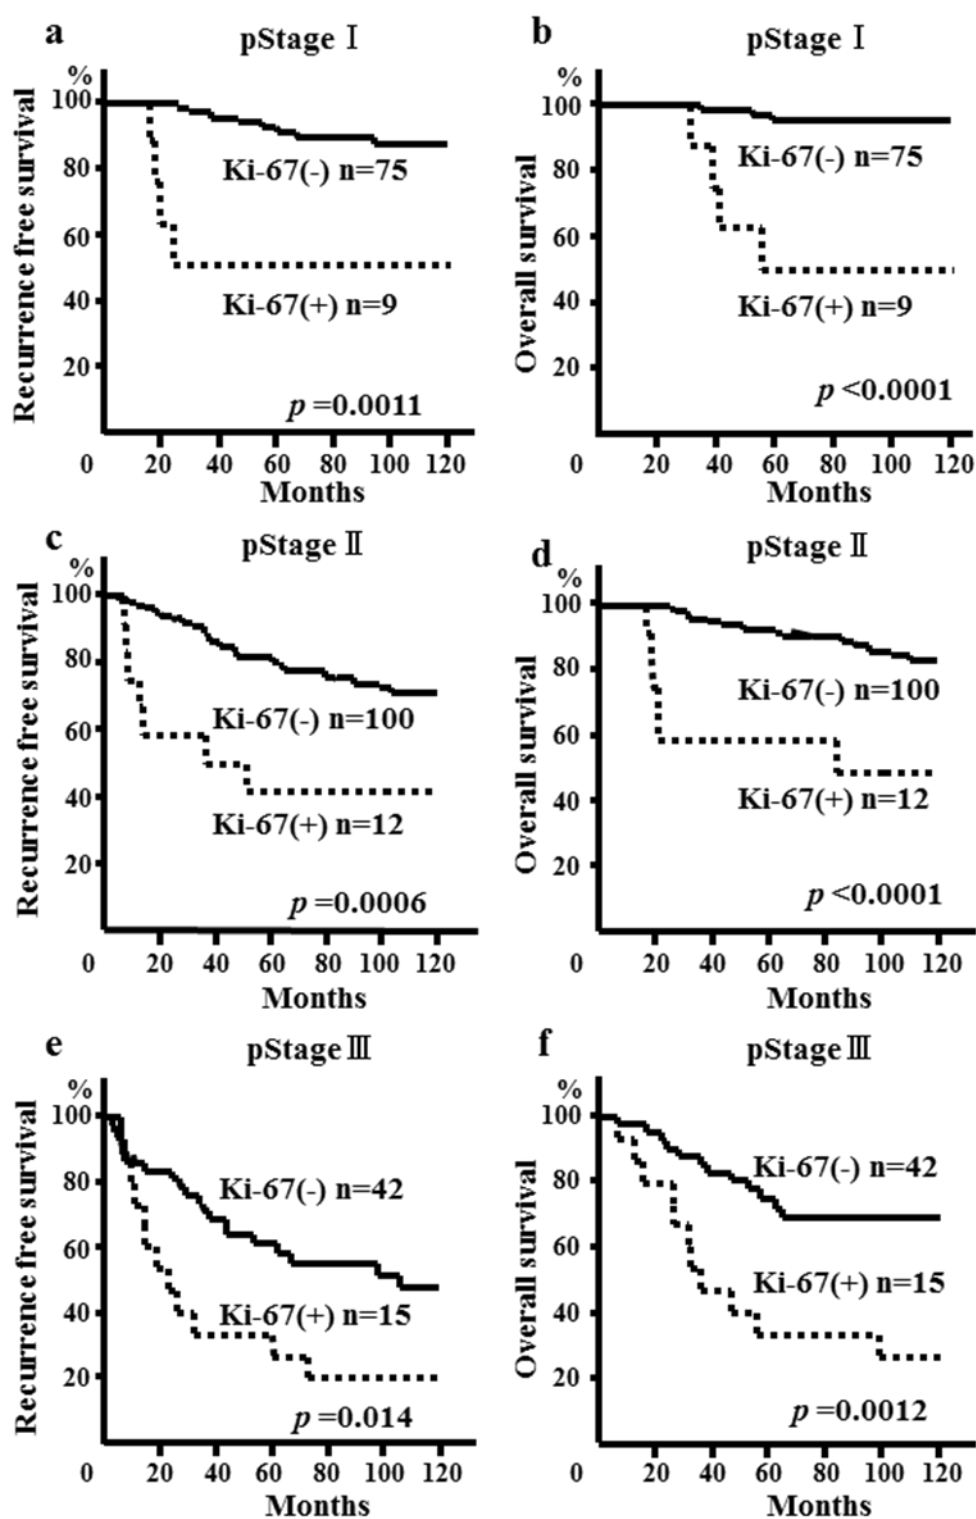 a
pStage Ⅰ
%
Recurrence free survival
100
80
60
40
20
Ki-67(-) n=75
Ki-67(+) n=9
p =0.0011
0 20 40 60 80 100 120
Months
b
pStage Ⅰ
%
Overall survival
100
80
60
40
20
Ki-67(-) n=75
Ki-67(+) n=9
p <0.0001
0 20 40 60 80 100 120
Months
c
pStage Ⅱ
%
Recurrence free survival
100
80
60
40
20
Ki-67(-) n=100
Ki-67(+) n=12
p =0.0006
0 20 40 60 80 100 120
Months
d
pStage Ⅱ
%
Overall survival
100
80
60
40
20
Ki-67(-) n=100
Ki-67(+) n=12
p <0.0001
0 20 40 60 80 100 120
Months
e
pStage Ⅲ
%
Recurrence free survival
100
80
60
40
20
Ki-67(-) n=42
Ki-67(+) n=15
p =0.014
0 20 40 60 80 100 120
Months
f
pStage Ⅲ
%
Overall survival
100
80
60
40
20
Ki-67(-) n=42
Ki-67(+) n=15
p =0.0012
0 20 40 60 80 100 120
Months